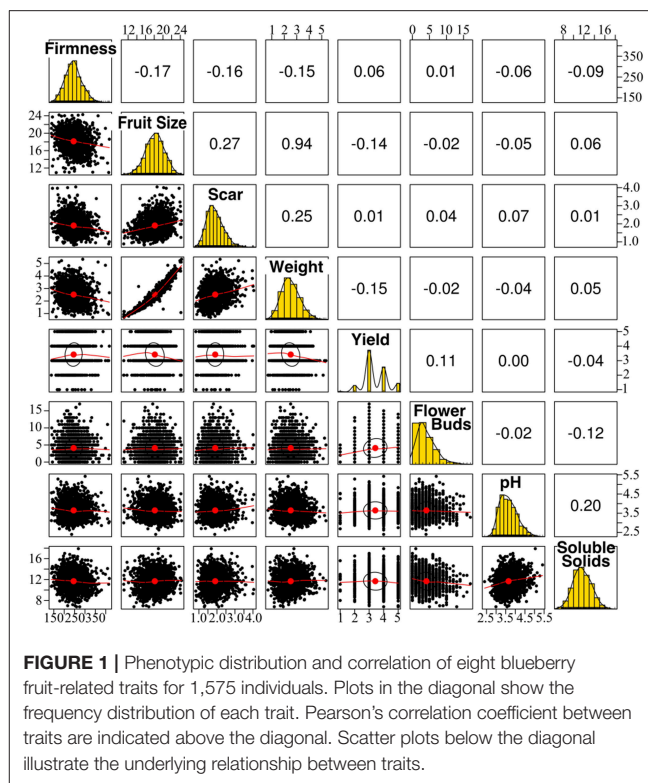 12 16 20 24 1 2 3 4 5 0 5 10 15 8 12 16
Firmness -0.17 -0.16 -0.15 0.06 0.01 -0.06 -0.09 150 250 350
12 16 20 24 Fruit Size 0.27 0.94 -0.14 -0.02 -0.05 0.06
Scar 0.25 0.01 0.04 0.07 0.01 1.0 2.0 3.0 4.0
1 2 3 4 5 Weight -0.15 -0.02 -0.04 0.05
Yield 0.11 0.00 -0.04 1 2 3 4 5
0 5 10 15 Flower Buds -0.02 -0.12
pH 0.20 2.5 3.5 4.5 5.5
8 12 16 Soluble Solids
150 250 350 1.0 2.0 3.0 4.0 1 2 3 4 5 2.5 3.5 4.5 5.5
FIGURE 1 | Phenotypic distribution and correlation of eight blueberry
fruit-related traits for 1,575 individuals. Plots in the diagonal show the
frequency distribution of each trait. Pearson's correlation coefficient between
traits are indicated above the diagonal. Scatter plots below the diagonal
illustrate the underlying relationship between traits.